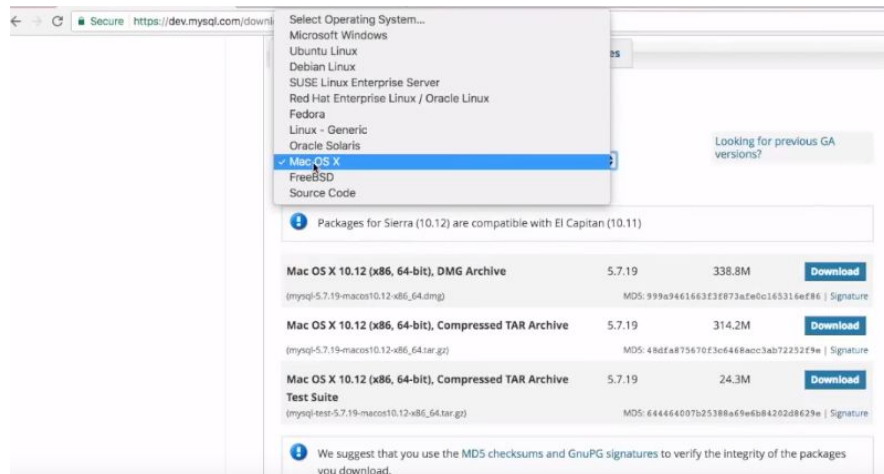 Secure https://dev.mysql.com/downl
Select Operating System...
Microsoft Windows
Ubuntu Linux
Debian Linux
SUSE Linux Enterprise Server
Red Hat Enterprise Linux / Oracle Linux
Fedora
Linux - Generic
Oracle Solaris
✓ Mac OS X
FreeBSD
Source Code
es
Looking for previous GA
versions?
Packages for Sierra (10.12) are compatible with El Capitan (10.11)
Mac OS X 10.12 (x86, 64-bit), DMG Archive 5.7.19 338.8M Download
(mysql-5.7.19-macos10.12-x86_64.dmg) MD5: 999a9461663f3f873afe0c165316ef86 | Signature
Mac OS X 10.12 (x86, 64-bit), Compressed TAR Archive 5.7.19 314.2M Download
(mysql-5.7.19-macos10.12-x86_64.tar.gz) MD5: 48dfa875670f3c6468acc3ab72252f9e | Signature
Mac OS X 10.12 (x86, 64-bit), Compressed TAR Archive 5.7.19 24.3M Download
Test Suite
(mysql-test-5.7.19-macos10.12-x86_64.tar.gz) MD5: 644464007b25388a69e6b84202d8629e | Signature
We suggest that you use the MD5 checksums and GnuPG signatures to verify the integrity of the packages
you download.